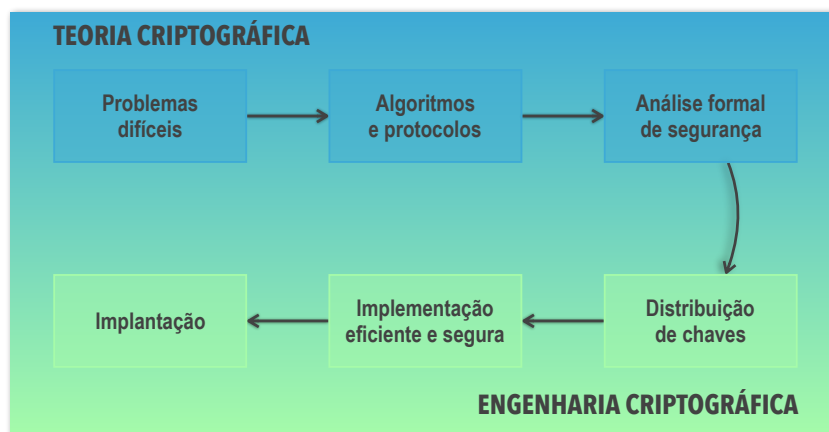 TEORIA CRIPTOGRÁFICA
Problemas
difíceis
Algoritmos
e protocolos
Análise formal
de segurança
Distribuição
de chaves
Implementação
eficiente e segura
Implantação
ENGENHARIA CRIPTOGRÁFICA